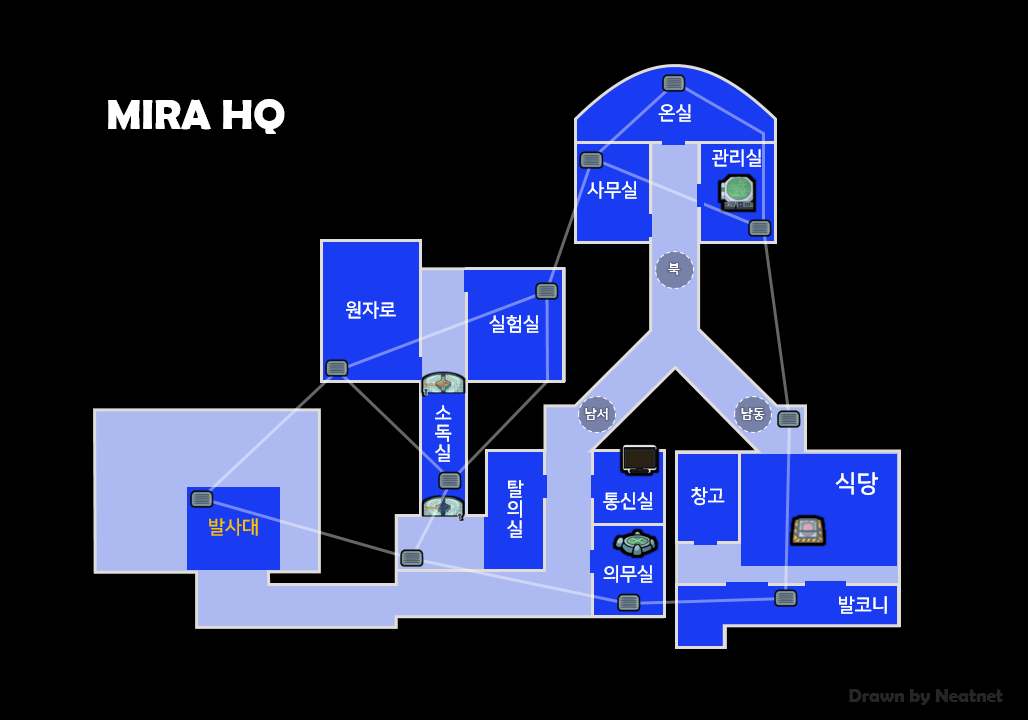 MIRA HQ
온실
관리실
사무실
북
원자로
실험실
소독실
남서
남동
탈의실
통신실
창고
식당
발사대
의무실
발코니
Drawn by Neatnet